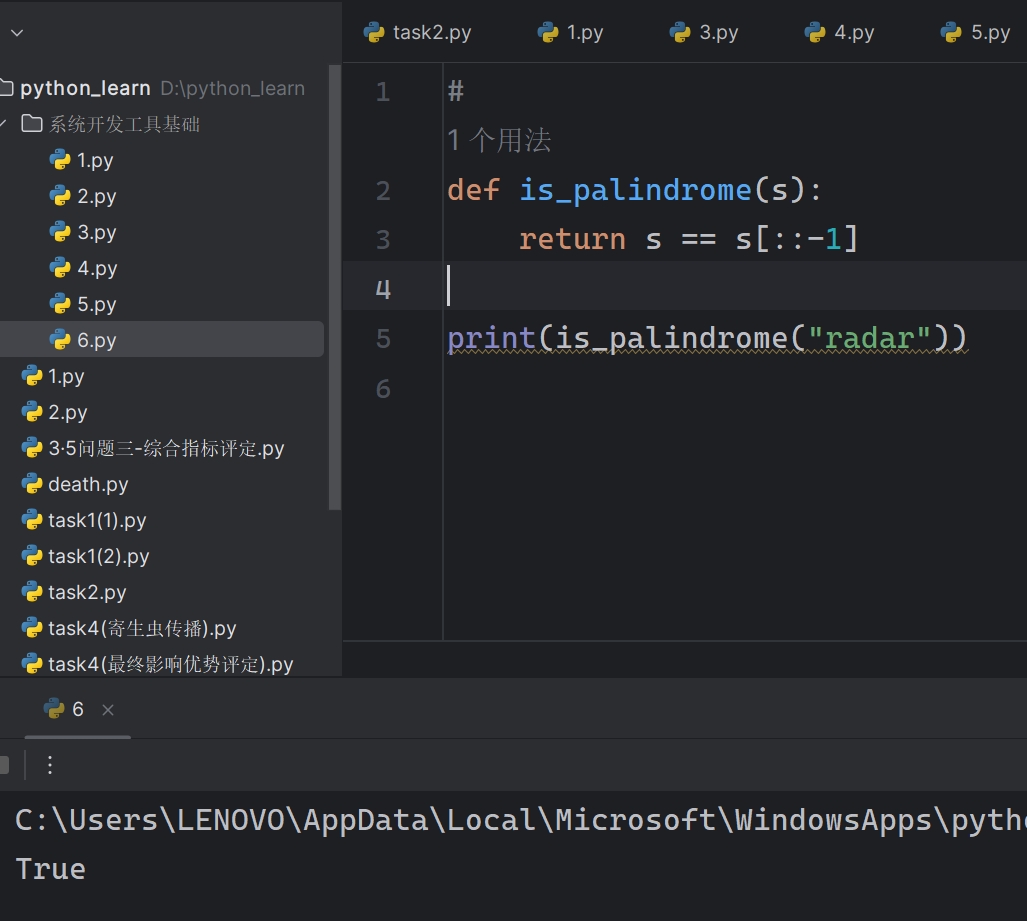 task2.py 1.py 3.py 4.py 5.py
python_learn D:\python_learn
系统开发工具基础
1.py
2.py
3.py
4.py
5.py
6.py
1.py
2.py
3·5问题三-综合指标评定.py
death.py
task1(1).py
task1(2).py
task2.py
task4(寄生虫传播).py
task4(最终影响优势评定).py
1 #
1 个用法
2 def is_palindrome(s):
3     return s == s[::-1]
4
5 print(is_palindrome("radar"))
6
6 ×
C:\Users\LENOVO\AppData\Local\Microsoft\WindowsApps\pytho
True